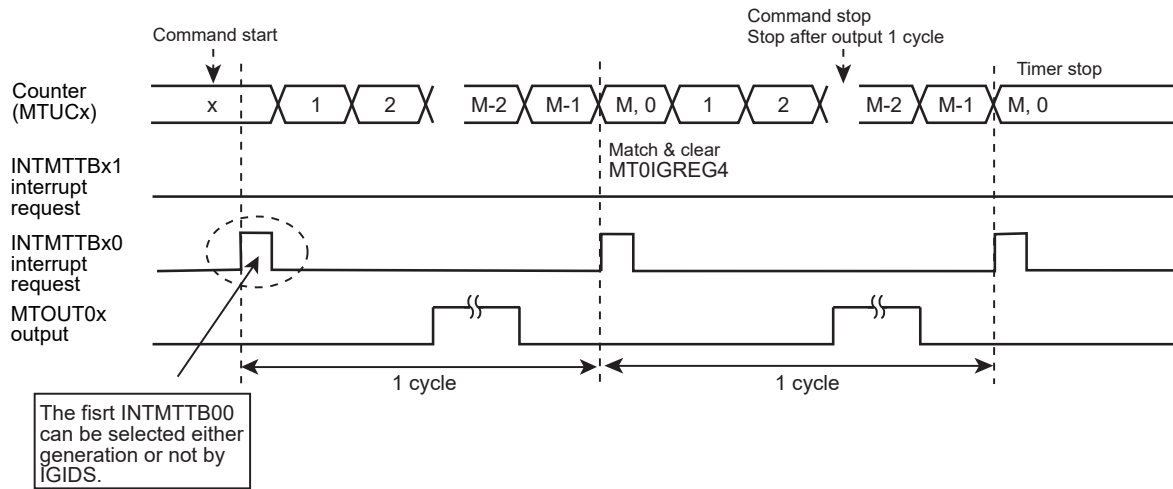 Command start
Command stop
Stop after output 1 cycle
Timer stop
Counter
(MTUCx)
x 1 2 M-2 M-1 M, 0 1 2 M-2 M-1 M, 0
Match & clear
MT0IGREG4
INTMTTBx1
interrupt
request
INTMTTBx0
interrupt
request
MTOUT0x
output
1 cycle 1 cycle
The fisrt INTMTTB00
can be selected either
generation or not by
IGIDS.